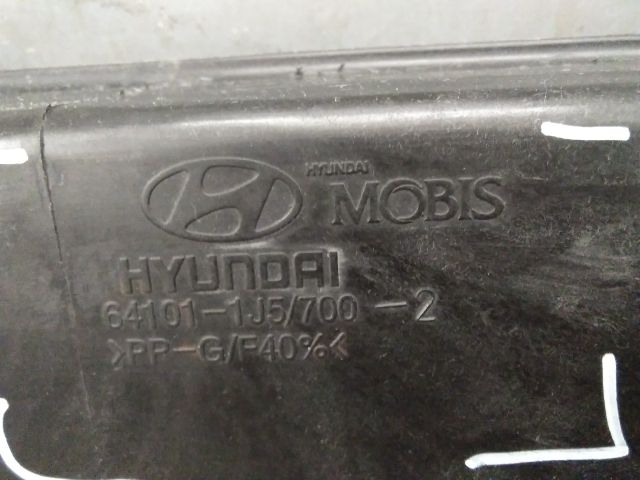 HYUNDAI
MOBIS
HYUNDAI
64101-1J5/700-2
>PP-G/F40%<